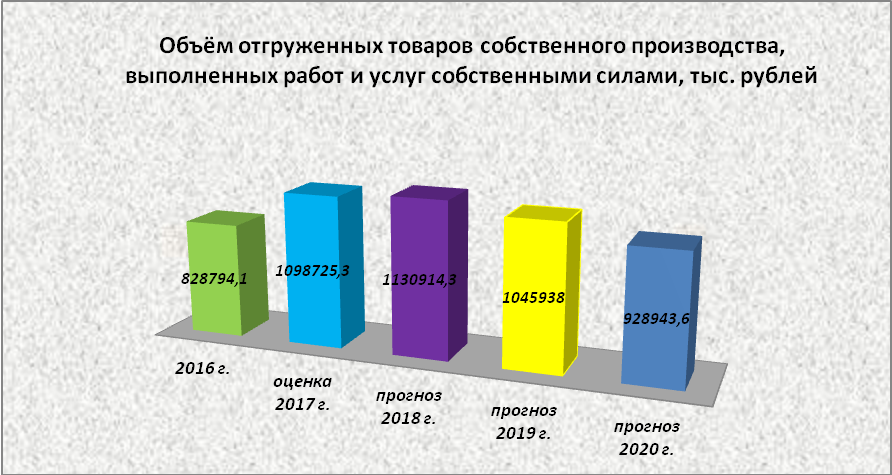 Объём отгруженных товаров собственного производства,
выполненных работ и услуг собственными силами, тыс. рублей
828794,1
1098725,3
1130914,3
1045938
928943,6
2016 г.
оценка
2017 г.
прогноз
2018 г.
прогноз
2019 г.
прогноз
2020 г.